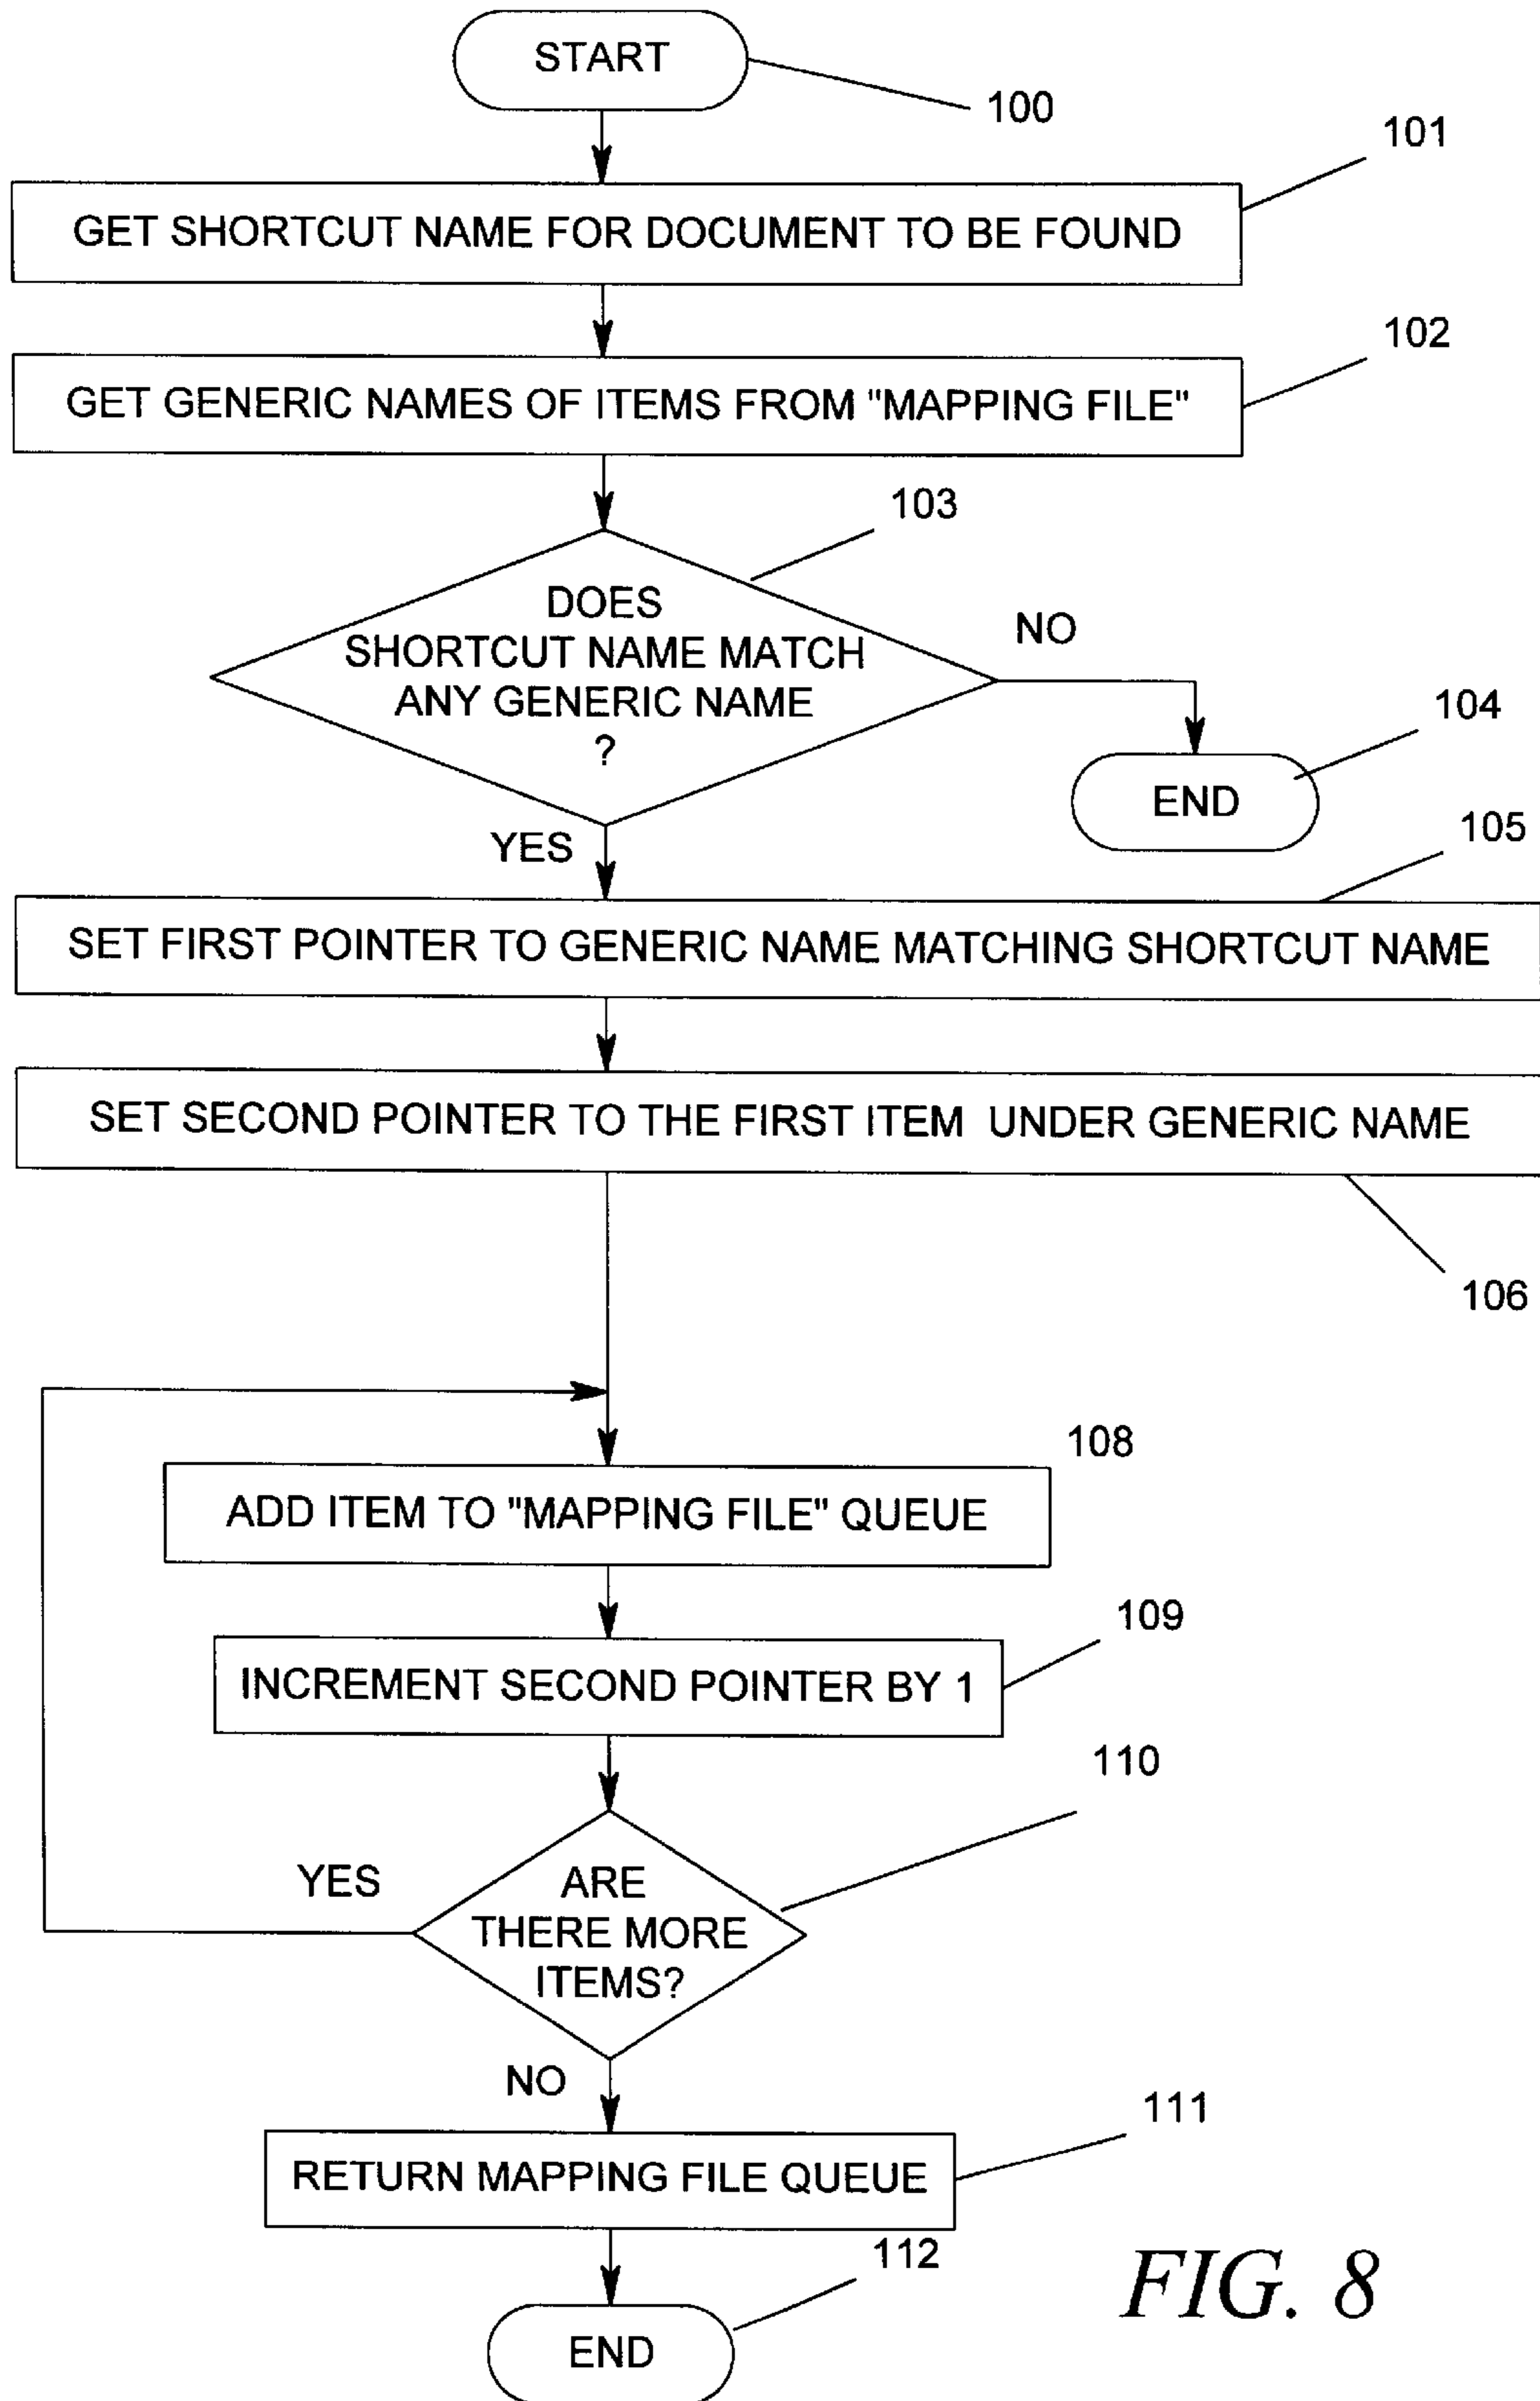 START
100
101
GET SHORTCUT NAME FOR DOCUMENT TO BE FOUND
102
GET GENERIC NAMES OF ITEMS FROM "MAPPING FILE"
103
DOES
SHORTCUT NAME MATCH
ANY GENERIC NAME
?
NO
104
END
YES
105
SET FIRST POINTER TO GENERIC NAME MATCHING SHORTCUT NAME
SET SECOND POINTER TO THE FIRST ITEM UNDER GENERIC NAME
106
108
ADD ITEM TO "MAPPING FILE" QUEUE
109
INCREMENT SECOND POINTER BY 1
110
YES
ARE
THERE MORE
ITEMS?
NO
111
RETURN MAPPING FILE QUEUE
112
END
FIG. 8